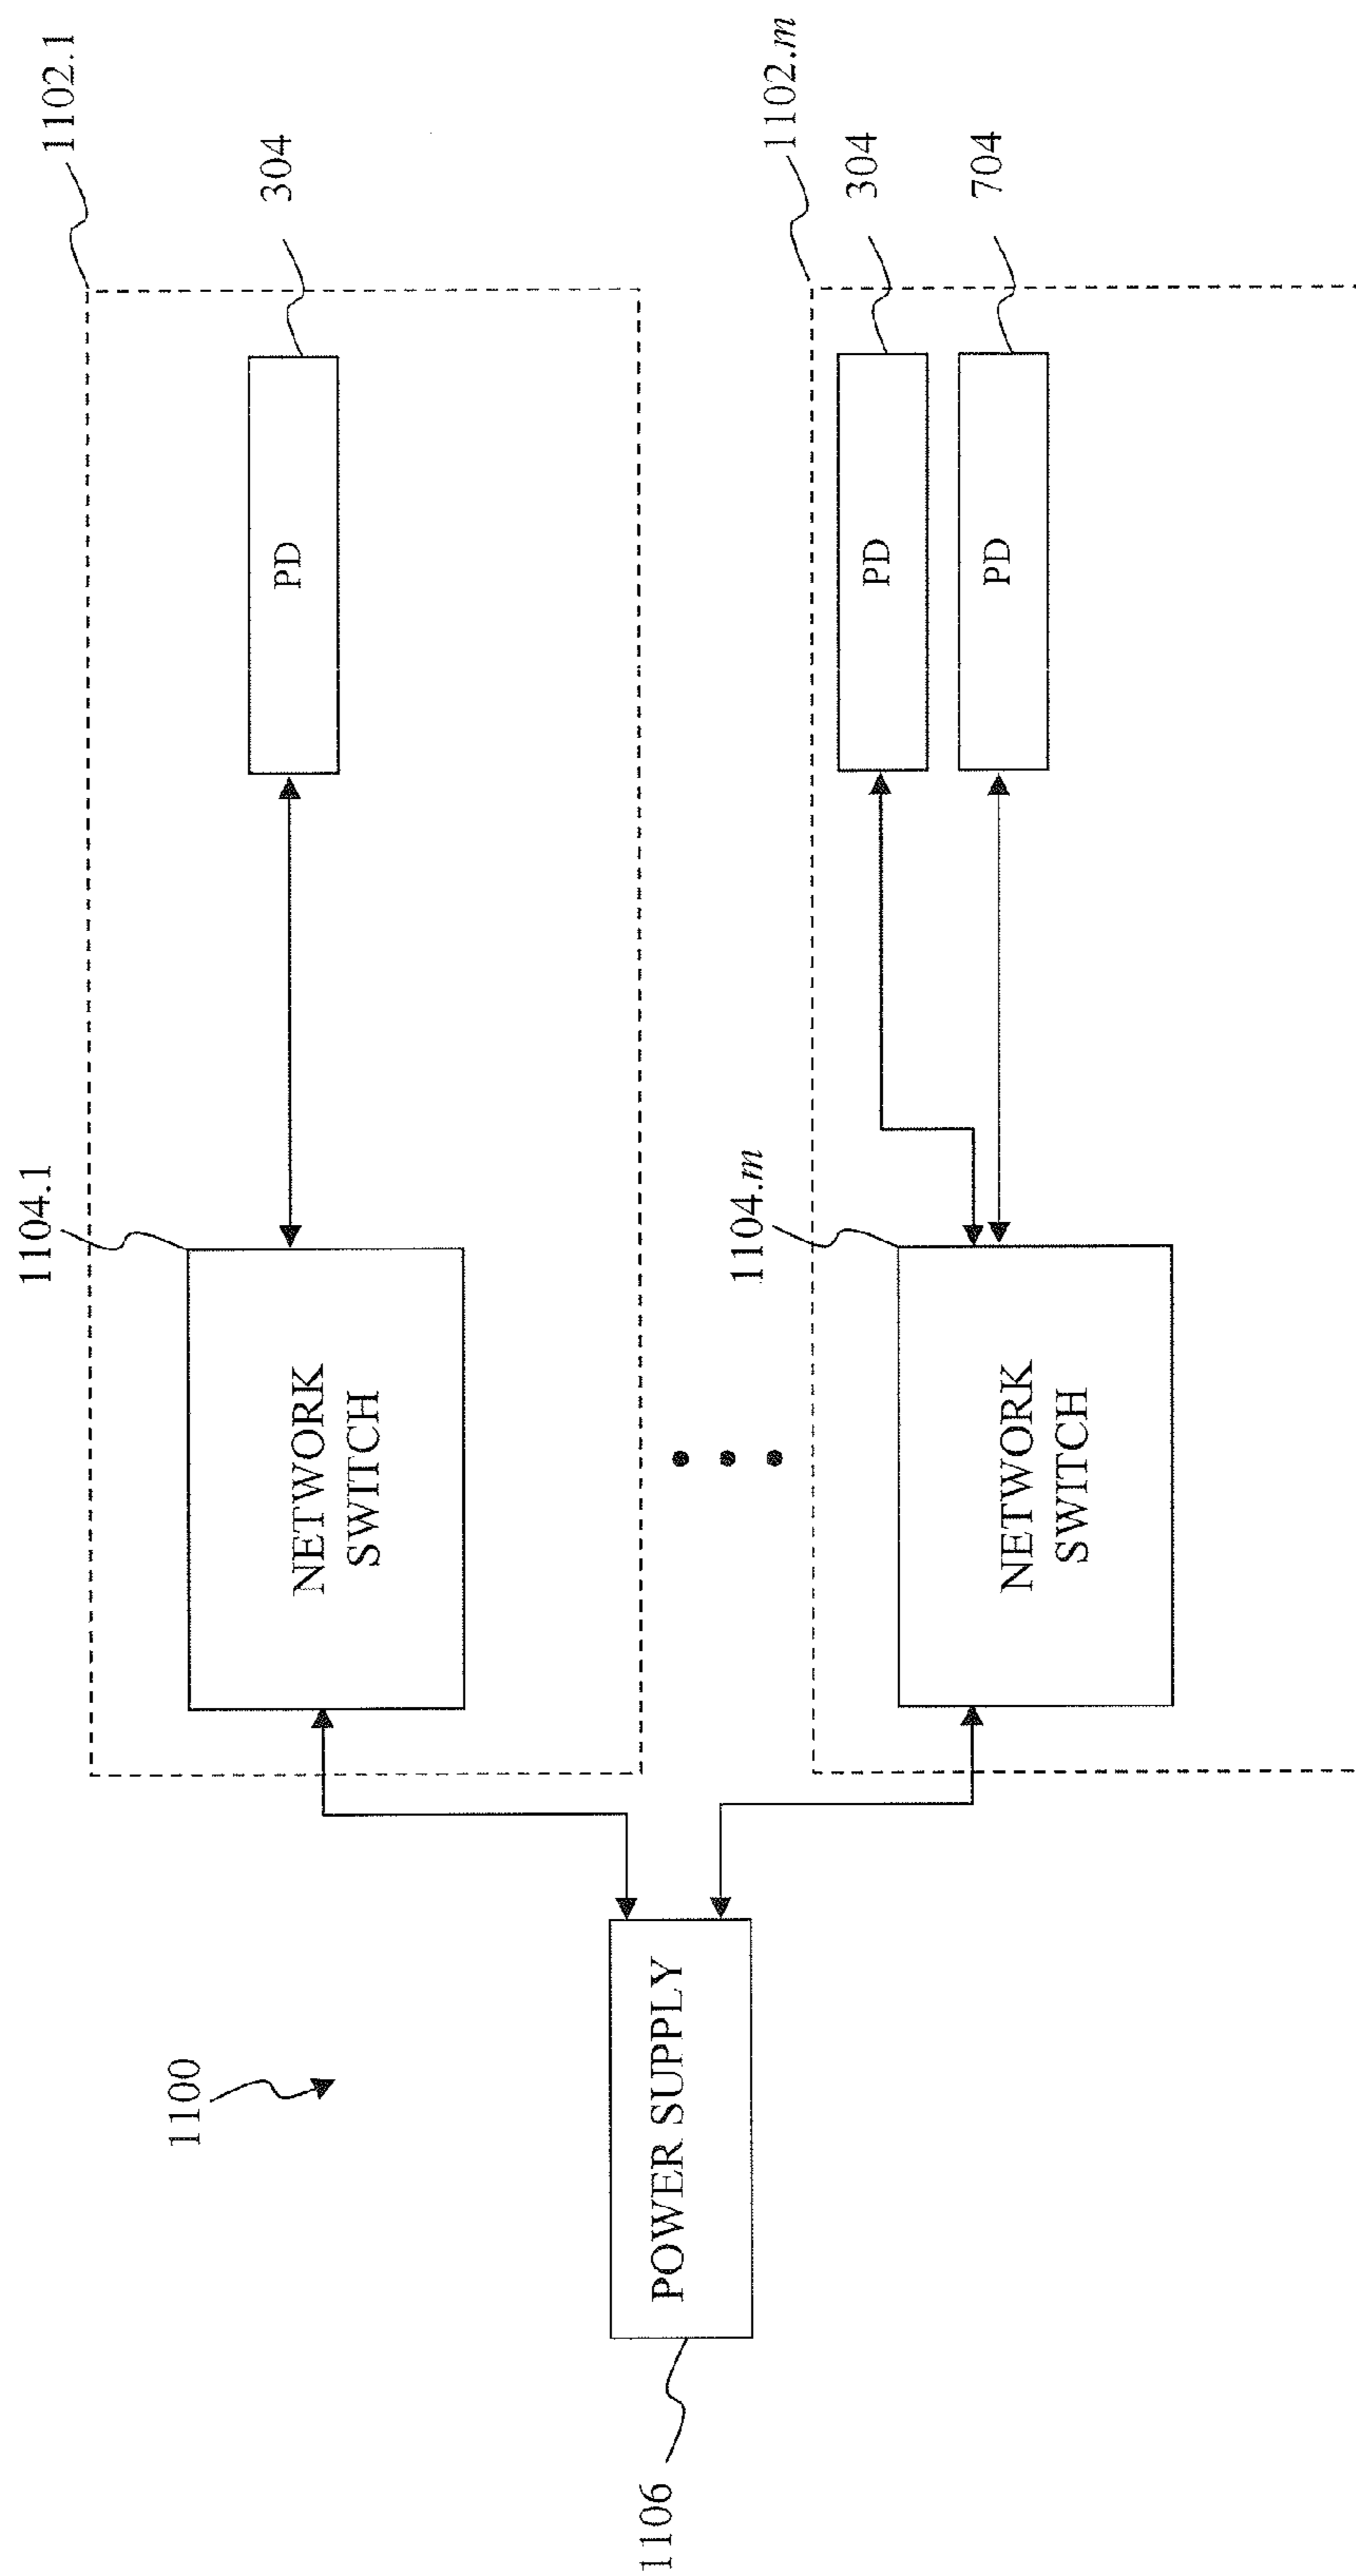 1102.1
304
PD
1104.1
NETWORK
SWITCH
1102.m
304
704
PD
PD
1104.m
NETWORK
SWITCH
1100
POWER SUPPLY
1106